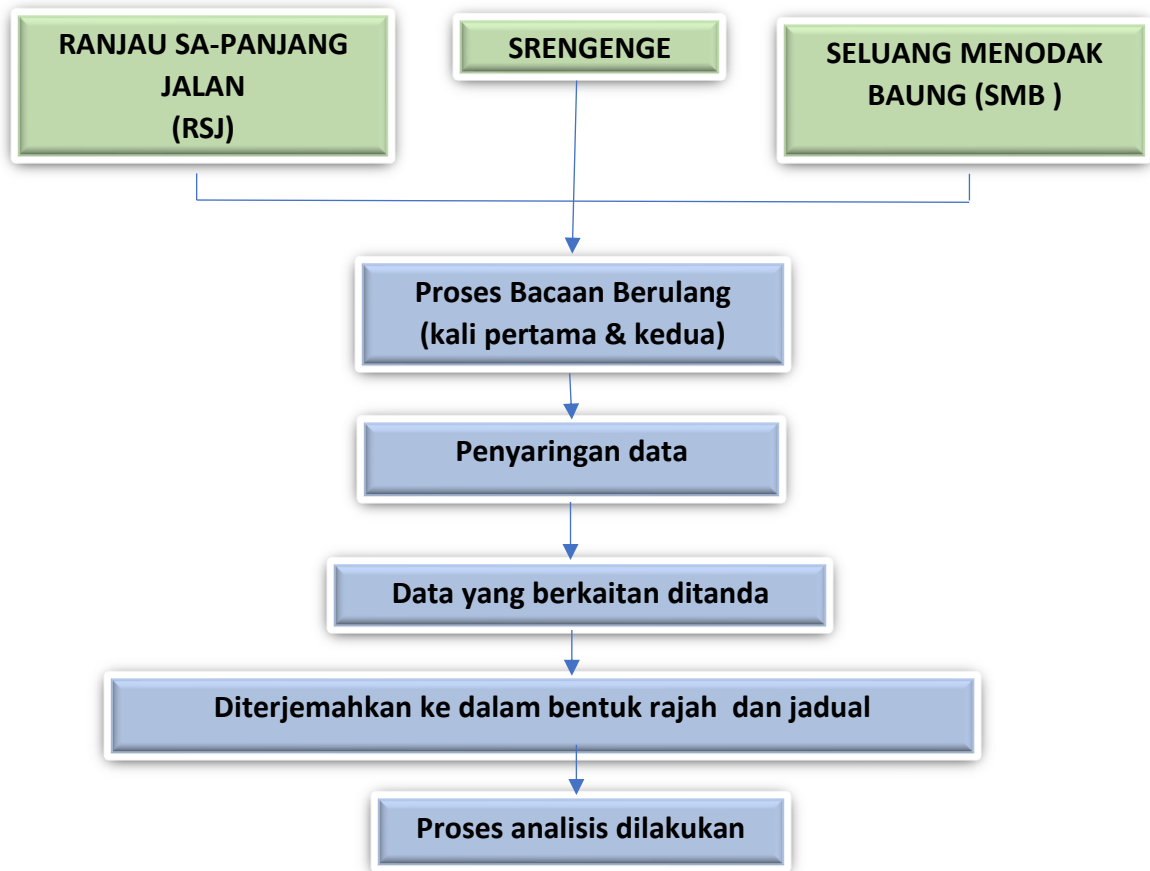 RANJAU SA-PANJANG
JALAN
(RSJ)
SRENGENGE
SELUANG MENODAK
BAUNG (SMB )
Proses Bacaan Berulang
(kali pertama & kedua)
Penyaringan data
Data yang berkaitan ditanda
Diterjemahkan ke dalam bentuk rajah  dan jadual
Proses analisis dilakukan